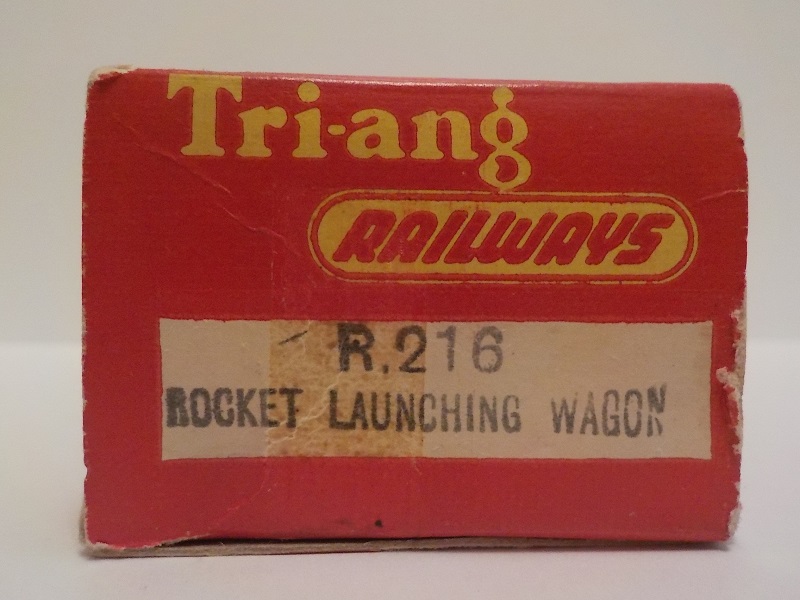 Tri-ang
RAILWAYS
R.216
ROCKET LAUNCHING WAGON